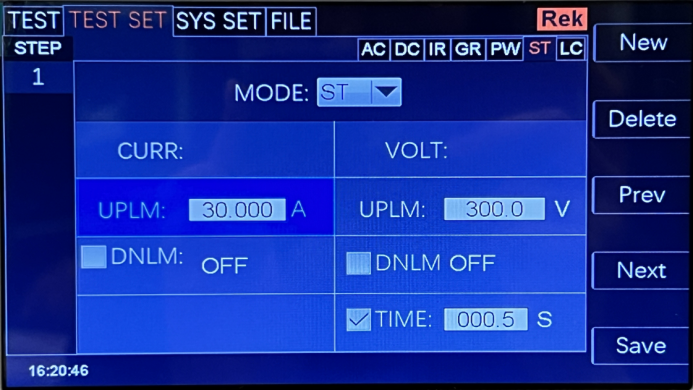 TEST TEST SET SYS SET FILE Rek
STEP AC DC IR GR PW ST LC
1
MODE: ST
CURR: VOLT:
UPLM: 30.000 A UPLM: 300.0 V
DNLM: OFF DNLM OFF
TIME: 000.5 S
16:20:46
New
Delete
Prev
Next
Save